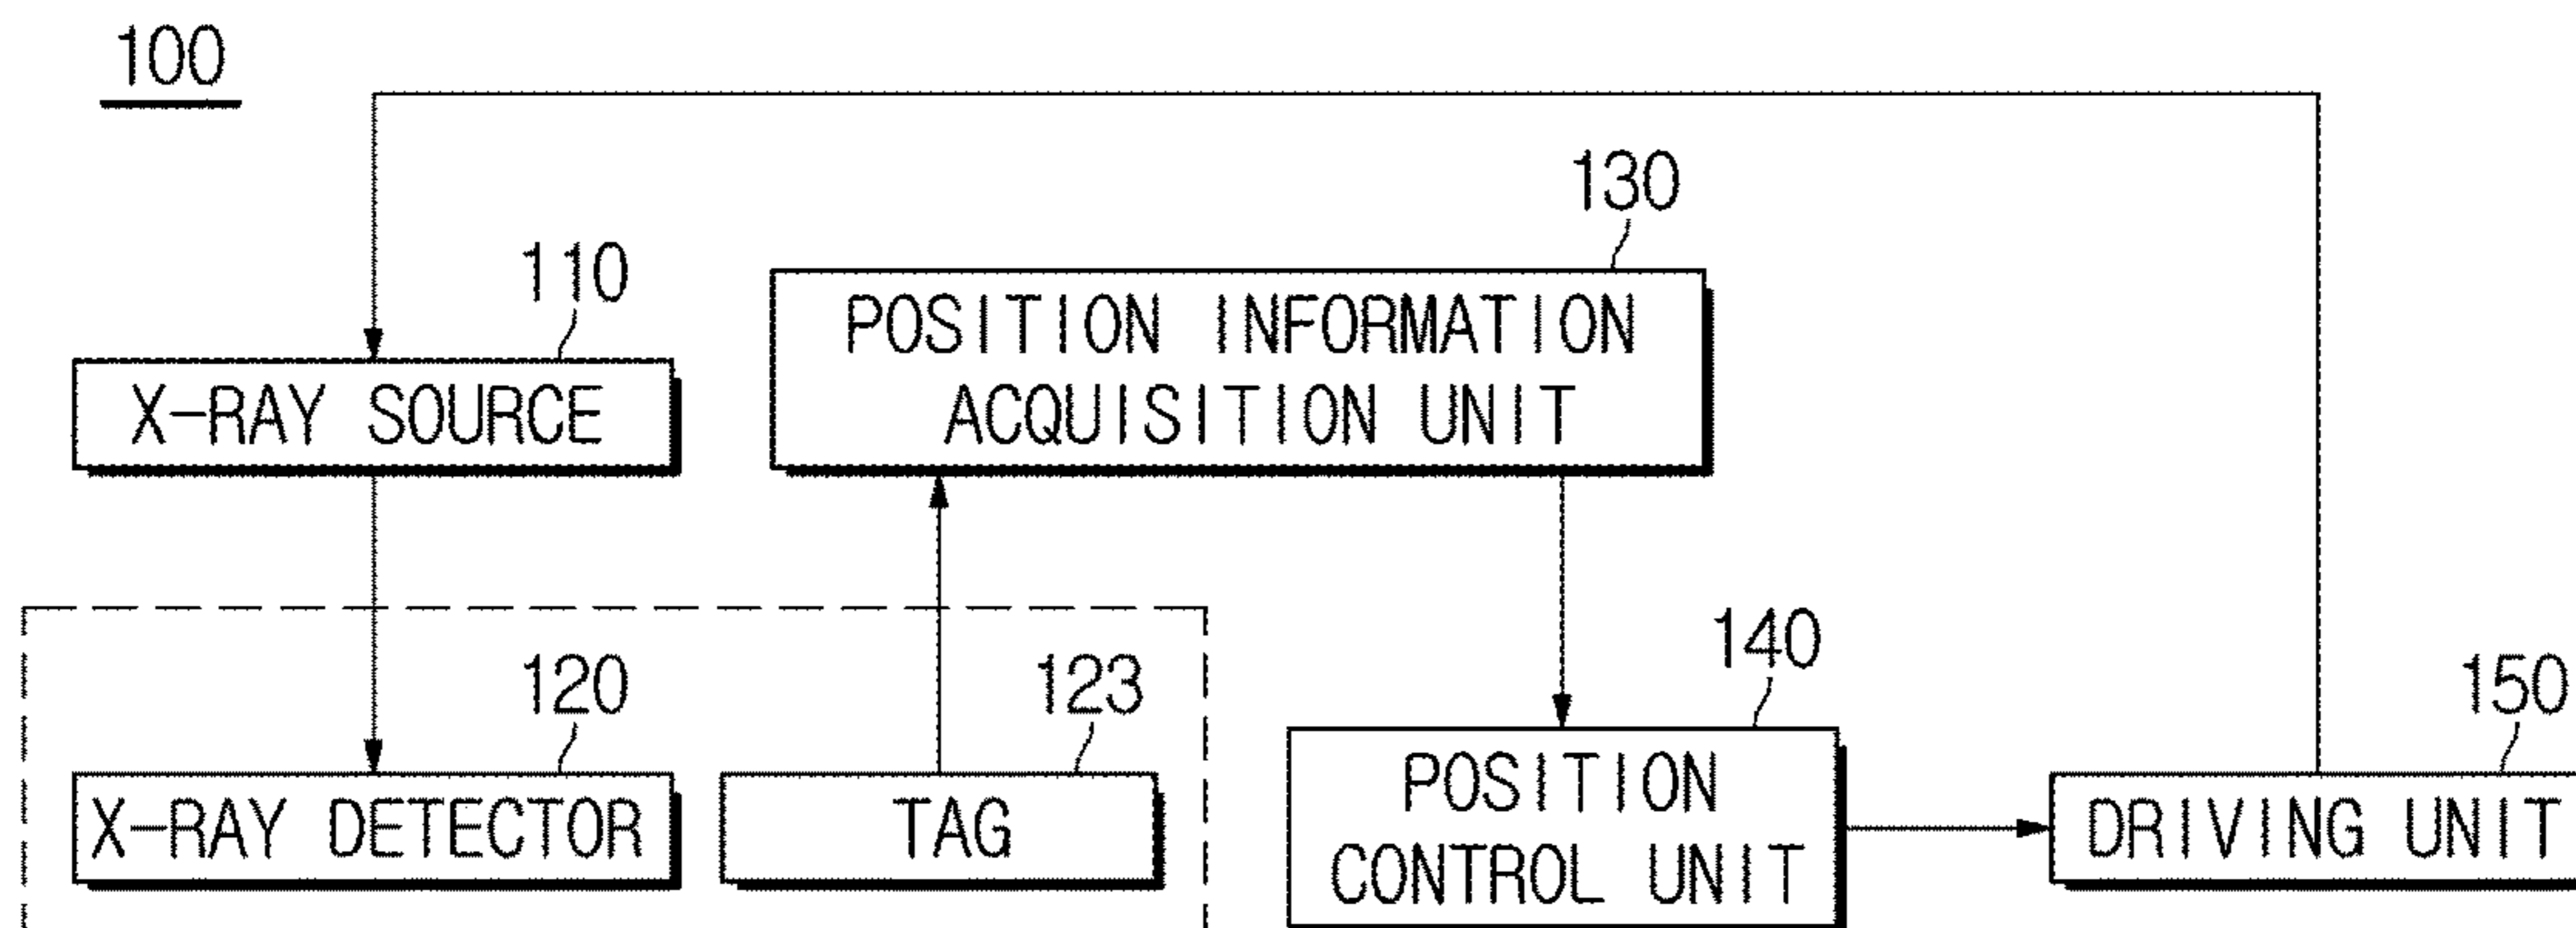 100
130
110
POSITION INFORMATION
ACQUISITION UNIT
X-RAY SOURCE
140
120
123
150
X-RAY DETECTOR
TAG
POSITION
CONTROL UNIT
DRIVING UNIT